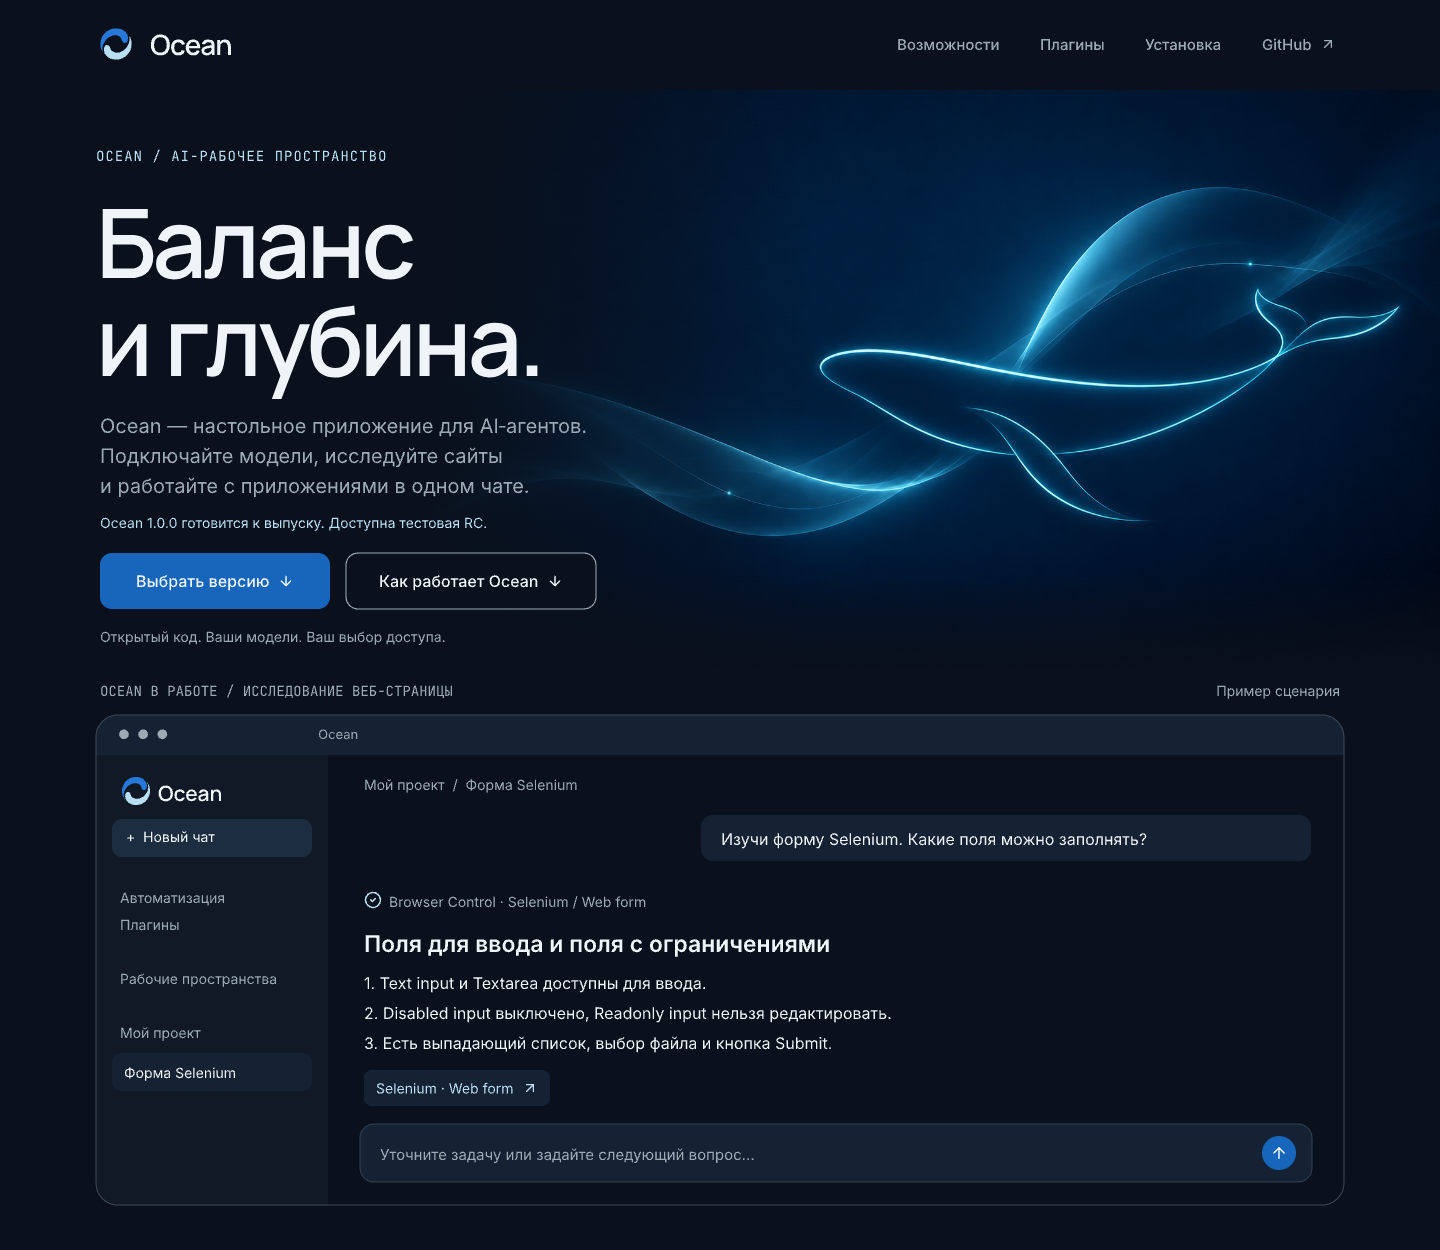 Ocean
Возможности
Плагины
Установка
GitHub ↗
OCEAN / AI-РАБОЧЕЕ ПРОСТРАНСТВО
Баланс
и глубина.
Ocean — настольное приложение для AI-агентов.
Подключайте модели, исследуйте сайты
и работайте с приложениями в одном чате.
Ocean 1.0.0 готовится к выпуску. Доступна тестовая RC.
Выбрать версию ↓
Как работает Ocean ↓
Открытый код. Ваши модели. Ваш выбор доступа.
OCEAN В РАБОТЕ / ИССЛЕДОВАНИЕ ВЕБ-СТРАНИЦЫ
Пример сценария
Ocean
Ocean
+ Новый чат
Автоматизация
Плагины
Рабочие пространства
Мой проект
Форма Selenium
Мой проект / Форма Selenium
Изучи форму Selenium. Какие поля можно заполнять?
Browser Control · Selenium / Web form
Поля для ввода и поля с ограничениями
1. Text input и Textarea доступны для ввода.
2. Disabled input выключено, Readonly input нельзя редактировать.
3. Есть выпадающий список, выбор файла и кнопка Submit.
Selenium · Web form ↗
Уточните задачу или задайте следующий вопрос...